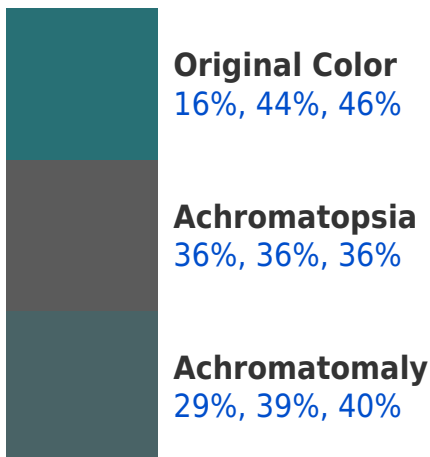 Original Color
16%, 44%, 46%
Achromatopsia
36%, 36%, 36%
Achromatomaly
29%, 39%, 40%